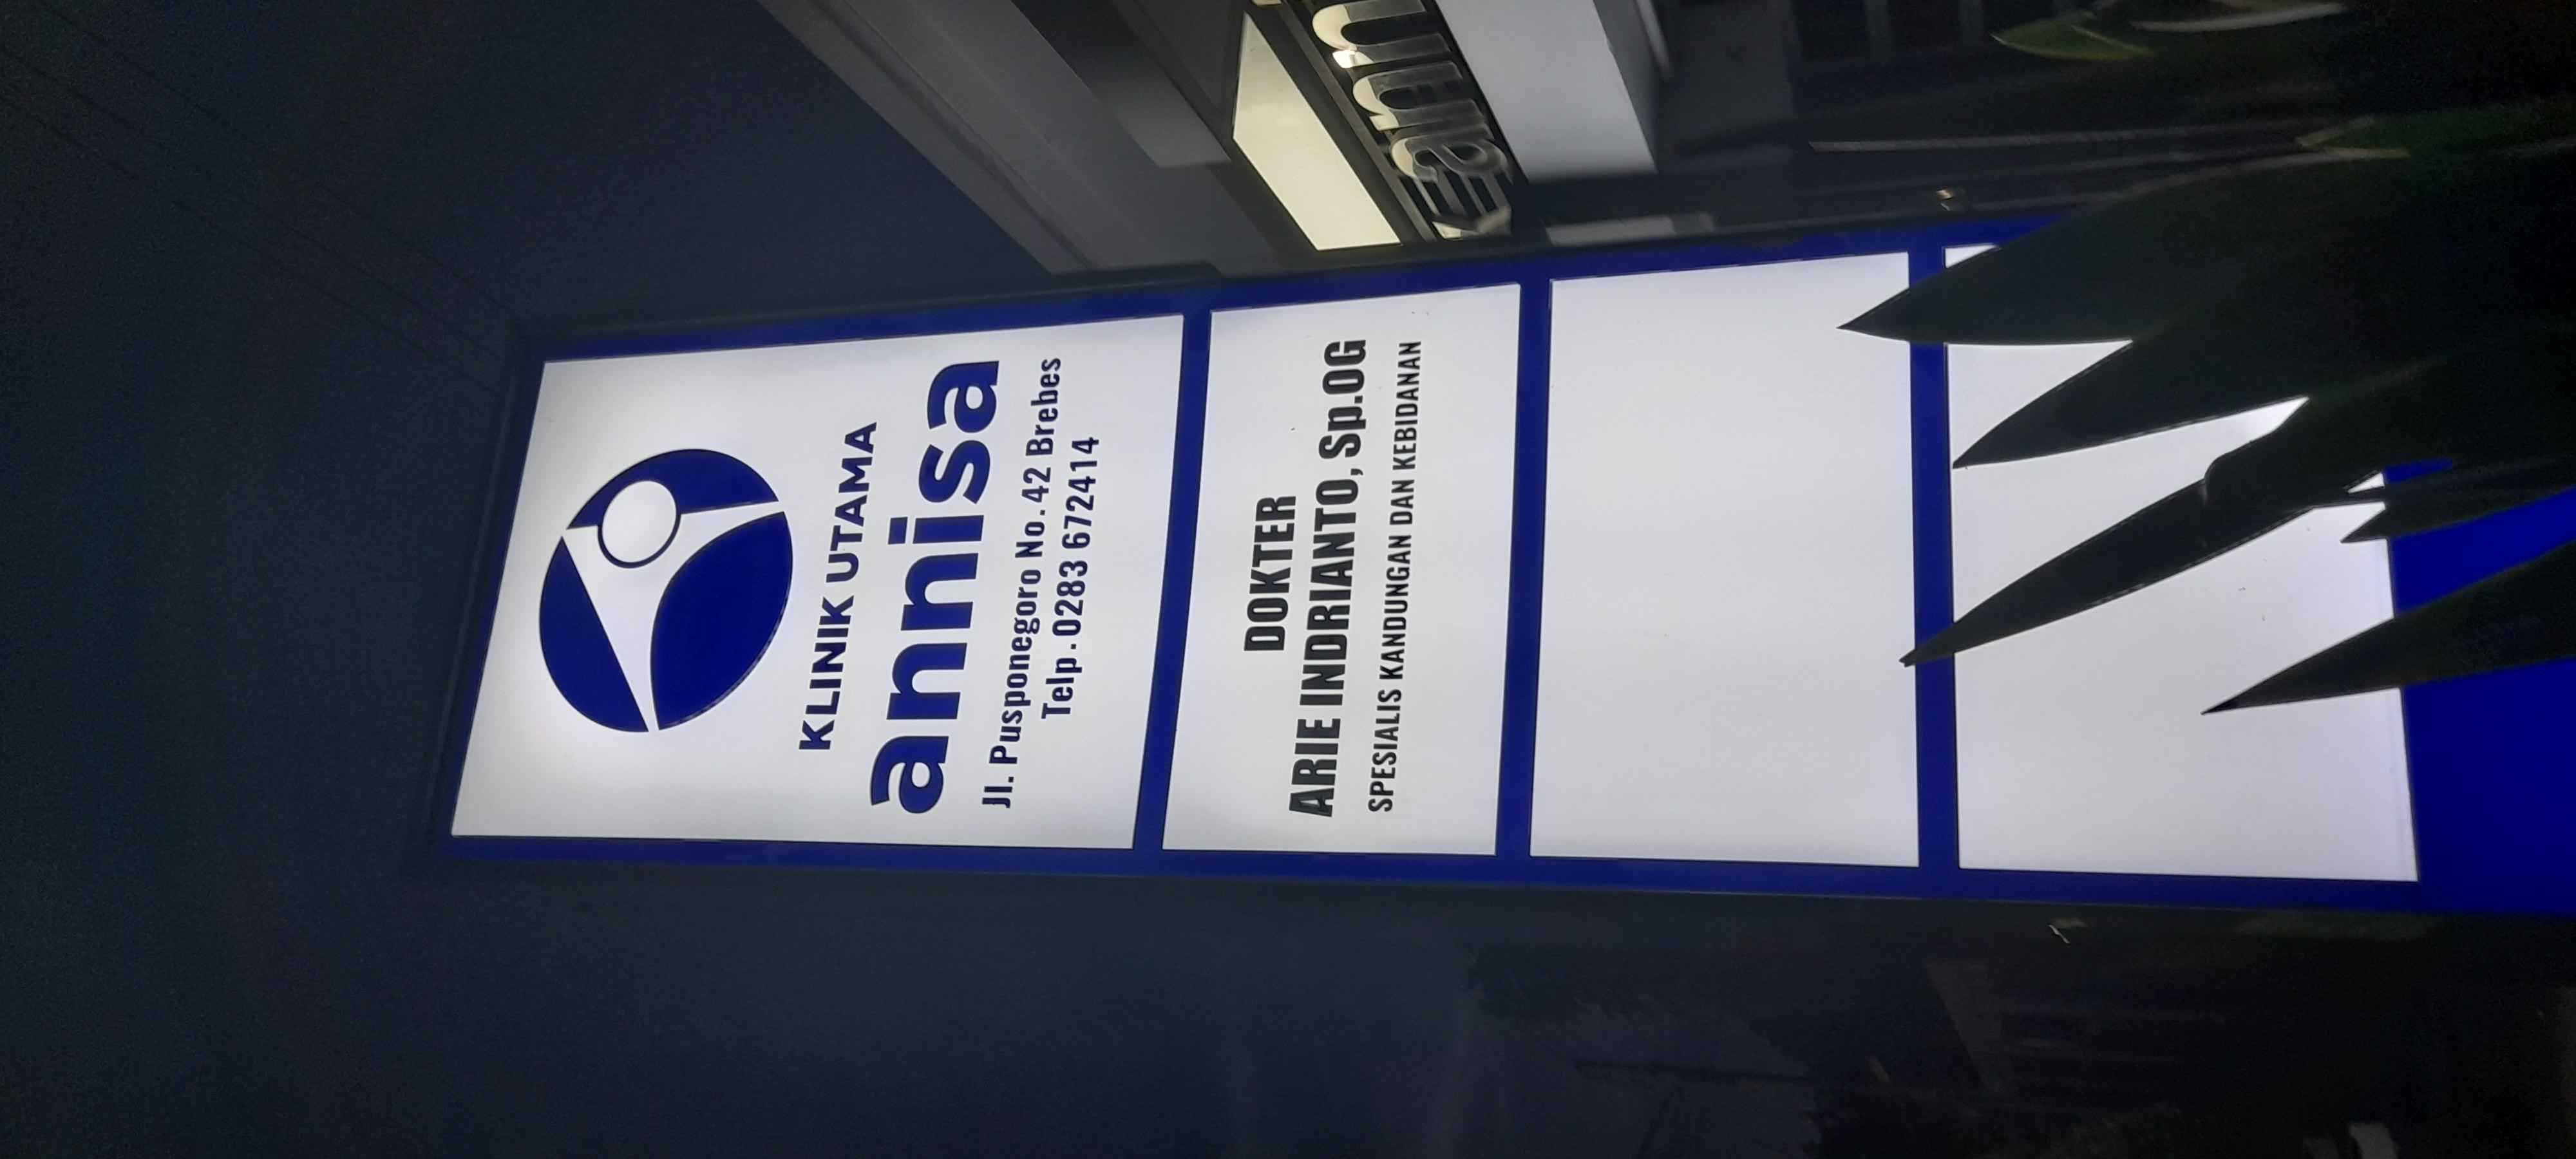 KLINIK UTAMA
annisa
Jl. Pusponegoro No.42 Brebes
Telp.0283 672414
DOKTER
ARIE INDRIANTO, Sp.OG
SPESIALIS KANDUNGAN DAN KEBIDANAN